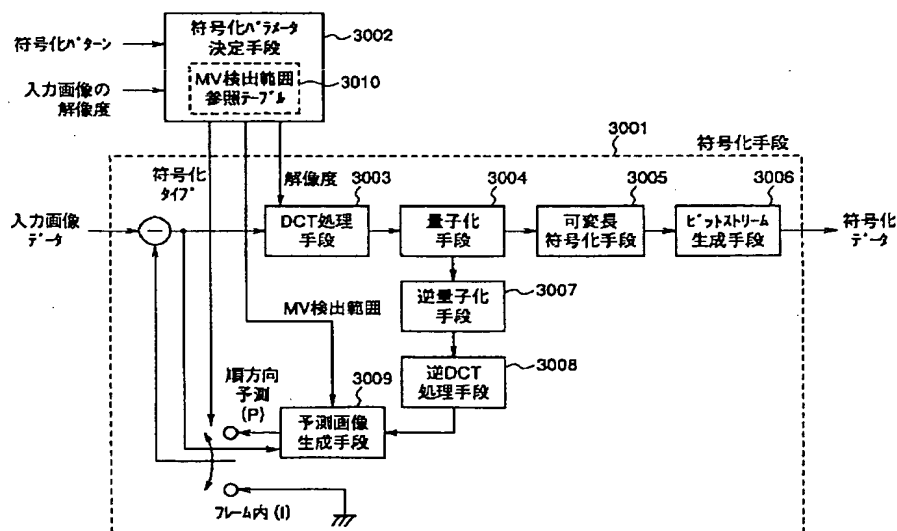 符号化パターン
入力画像の
解像度
符号化パラメータ
決定手段
3002
MV検出範囲
参照テーブル
3010
3001
符号化手段
符号化
タイプ
解像度
3003
3004
3005
3006
入力画像
データ
DCT処理
手段
量子化
手段
可変長
符号化手段
ビットストリーム
生成手段
符号化
データ
逆量子化
手段
3007
MV検出範囲
逆DCT
処理手段
3008
順方向
予測
(P)
3009
予測画像
生成手段
フレーム内 (I)